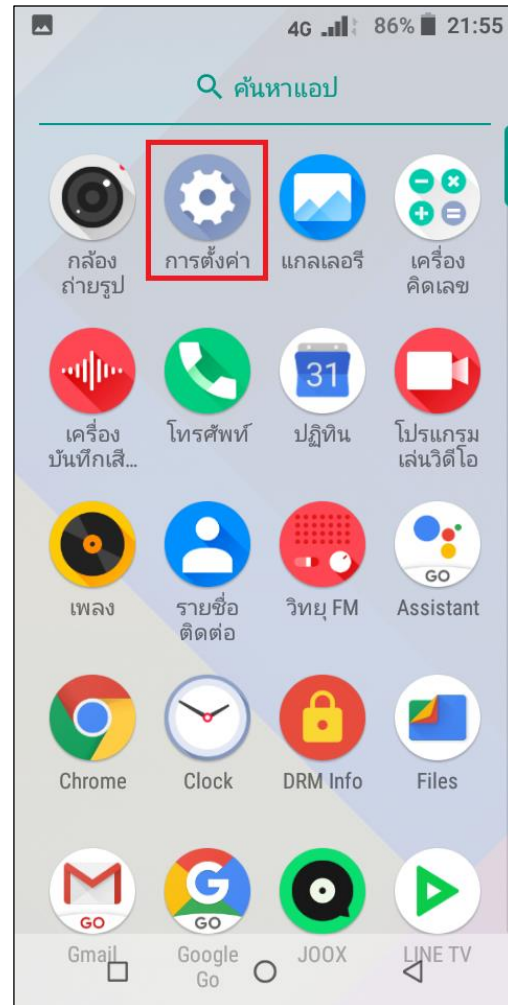 4G 86% 21:55
ค้นหาแอป
กล้อง
ถ่ายรูป
การตั้งค่า
แกลเลอรี
เครื่อง
คิดเลข
เครื่อง
บันทึกเสี...
โทรศัพท์
31
ปฏิทิน
โปรแกรม
เล่นวิดีโอ
เพลง
รายชื่อ
ติดต่อ
วิทยุ FM
GO
Assistant
Chrome
Clock
DRM Info
Files
GO
Gmail
G
GO
Google
Go
JOOX
LINE TV